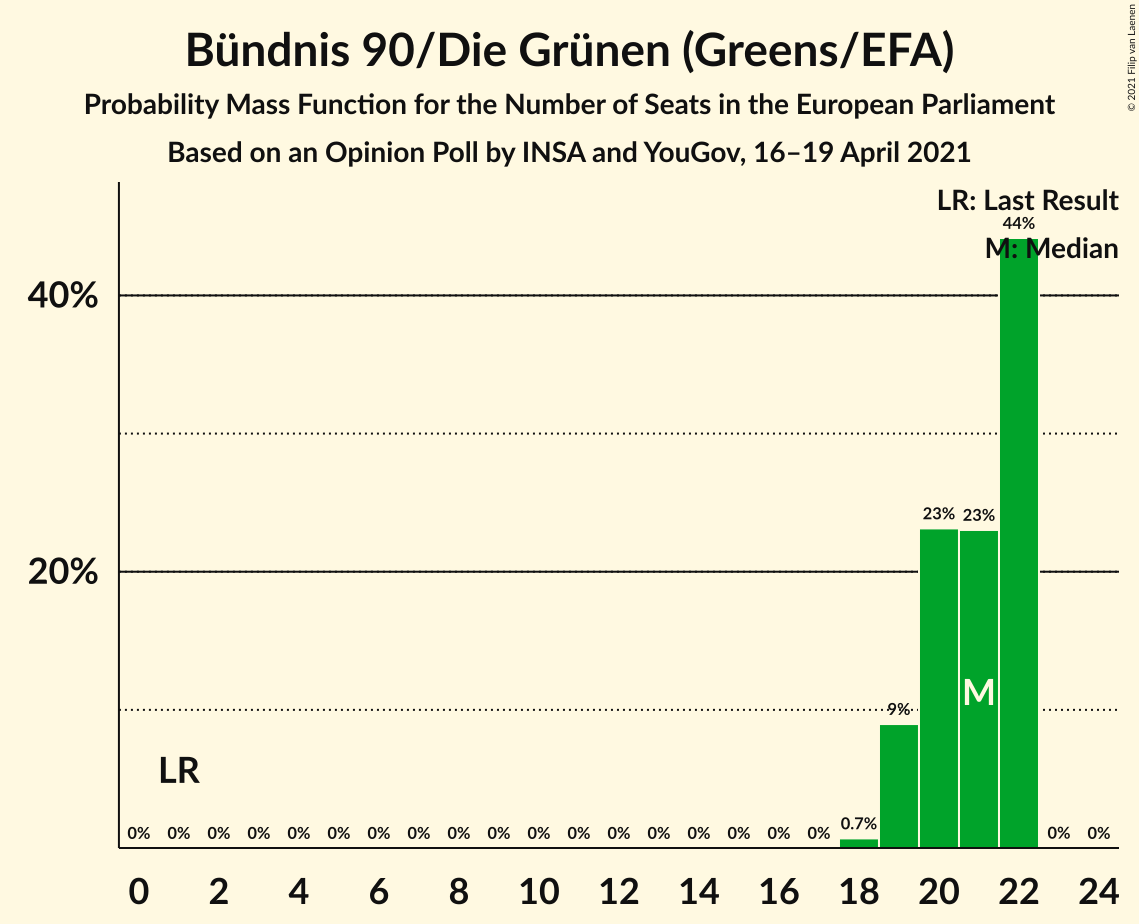 Bündnis 90/Die Grünen (Greens/EFA)
Probability Mass Function for the Number of Seats in the European Parliament
Based on an Opinion Poll by INSA and YouGov, 16–19 April 2021
© 2021 Filip van Laenen
LR: Last Result
44%
M: Median
40%
23% 23%
20%
M
9%
LR
0.7%
0% 0% 0% 0% 0% 0% 0% 0% 0% 0% 0% 0% 0% 0% 0% 0% 0% 0% 0% 0%
0 2 4 6 8 10 12 14 16 18 20 22 24